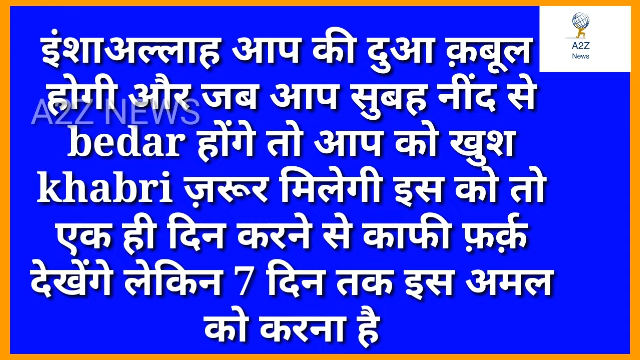 इंशाअल्लाह आप की दुआ क़बूल
होगी और जब आप सुबह नींद से
bedar होंगे तो आप को खुश
khabri ज़रूर मिलेगी इस को तो
एक ही दिन करने से काफी फ़र्क़
देखेंगे लेकिन 7 दिन तक इस अमल
को करना है
A2Z NEWS
A2Z
News